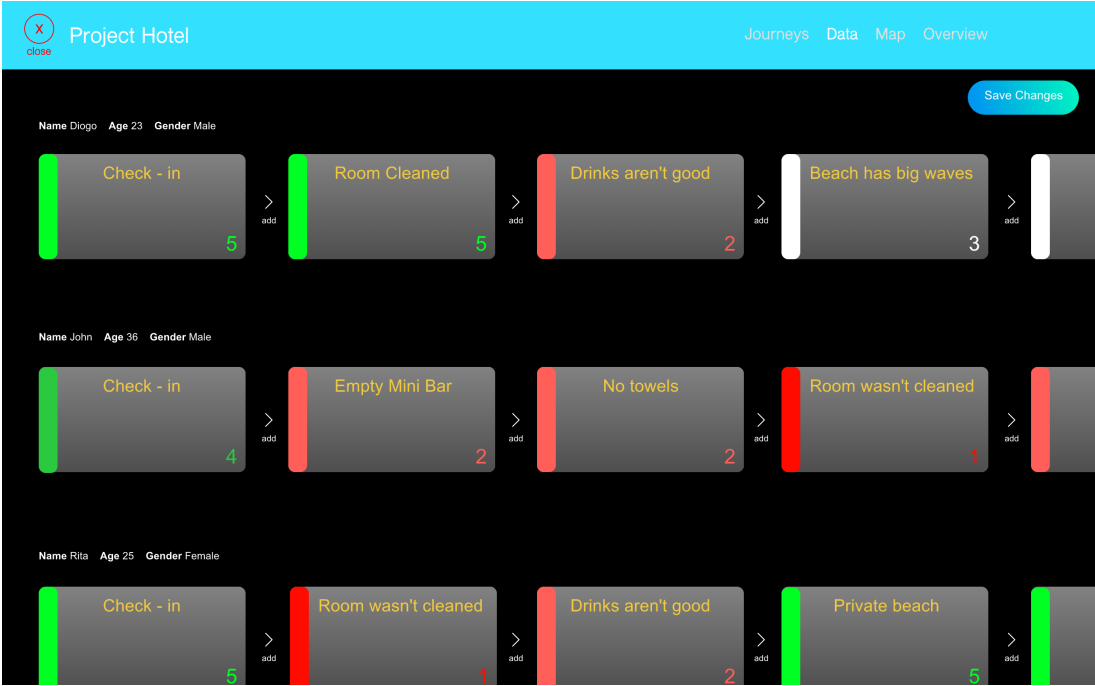 X
close
Project Hotel
Journeys Data Map Overview
Save Changes
Name Diogo Age 23 Gender Male
Check - in
5
add
Room Cleaned
5
add
Drinks aren't good
2
add
Beach has big waves
3
add
Name John Age 36 Gender Male
Check - in
4
add
Empty Mini Bar
2
add
No towels
2
add
Room wasn't cleaned
1
add
Name Rita Age 25 Gender Female
Check - in
5
add
Room wasn't cleaned
1
add
Drinks aren't good
2
add
Private beach
5
add